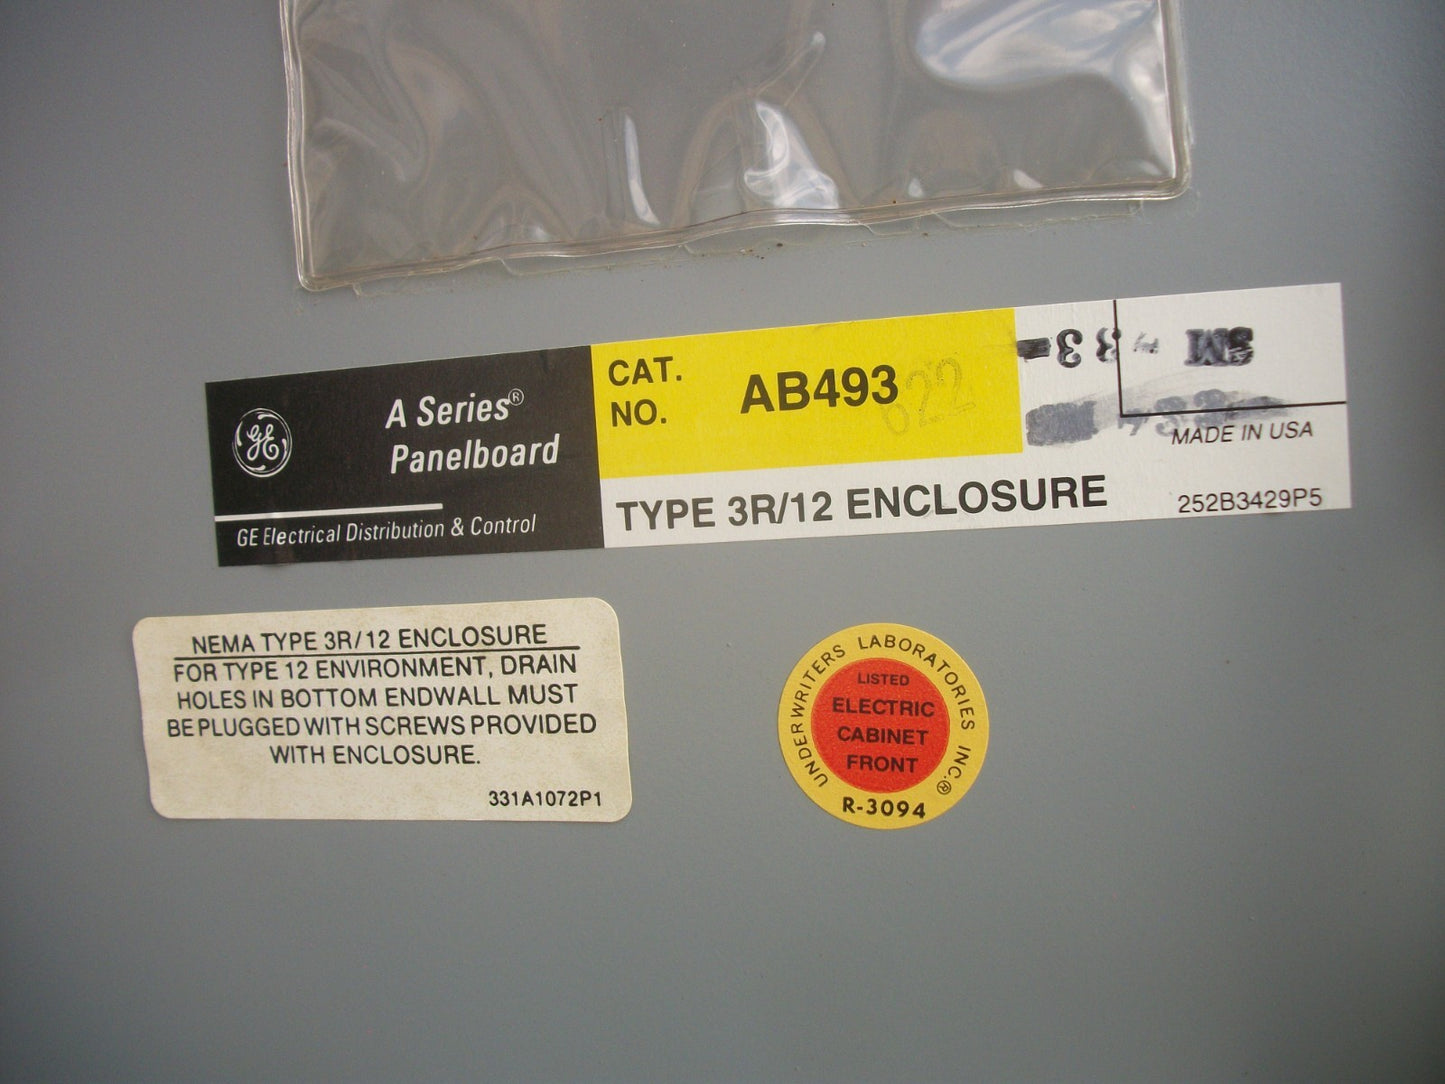 GE
A Series®
Panelboard
GE Electrical Distribution & Control
CAT.
NO.
AB493
622
TYPE 3R/12 ENCLOSURE
MADE IN USA
252B3429P5
NEMA TYPE 3R/12 ENCLOSURE
FOR TYPE 12 ENVIRONMENT, DRAIN
HOLES IN BOTTOM ENDWALL MUST
BE PLUGGED WITH SCREWS PROVIDED
WITH ENCLOSURE.
331A1072P1
UNDERWRITERS LABORATORIES INC.®
LISTED
ELECTRIC
CABINET
FRONT
R-3094